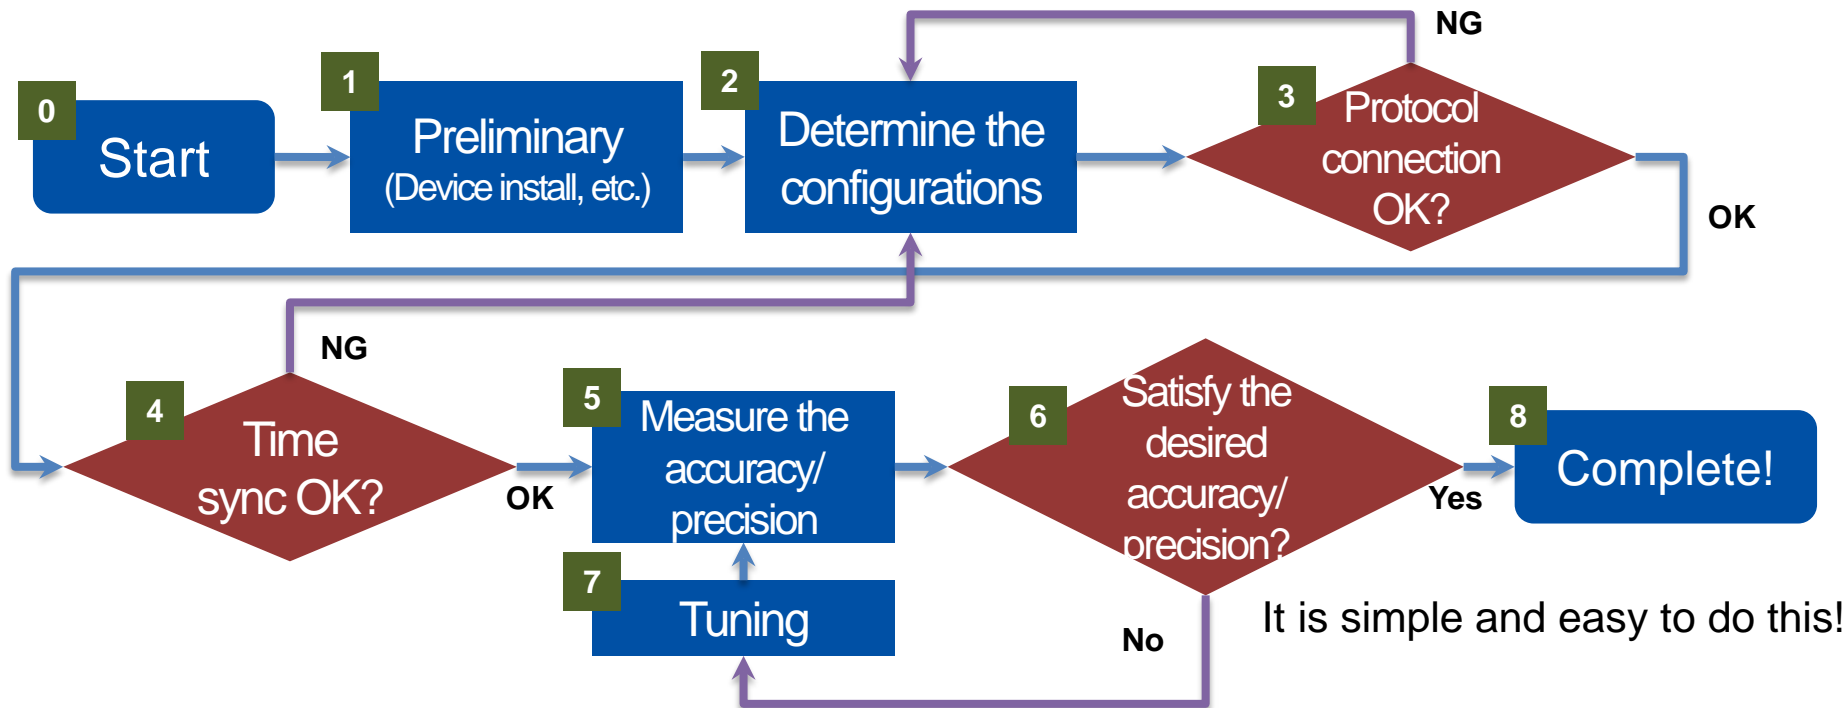 0
Start
1
Preliminary
(Device install, etc.)
2
Determine the
configurations
3
Protocol
connection
OK?
NG
OK
4
Time
sync OK?
NG
OK
5
Measure the
accuracy/
precision
6
Satisfy the
desired
accuracy/
precision?
Yes
No
7
Tuning
8
Complete!
It is simple and easy to do this!